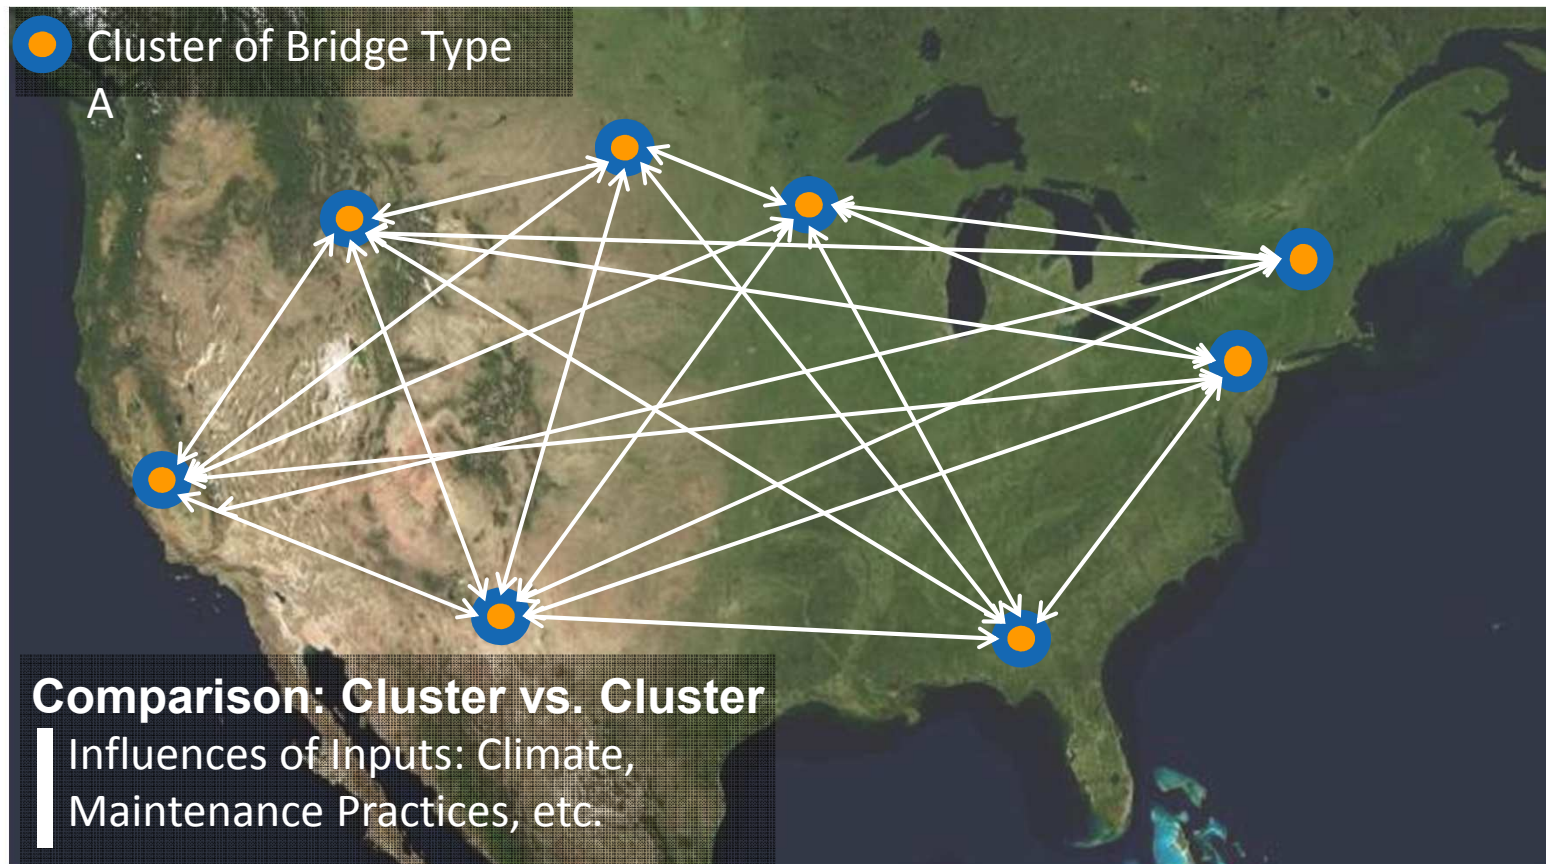 Cluster of Bridge Type
A
Comparison: Cluster vs. Cluster
Influences of Inputs: Climate,
Maintenance Practices, etc.